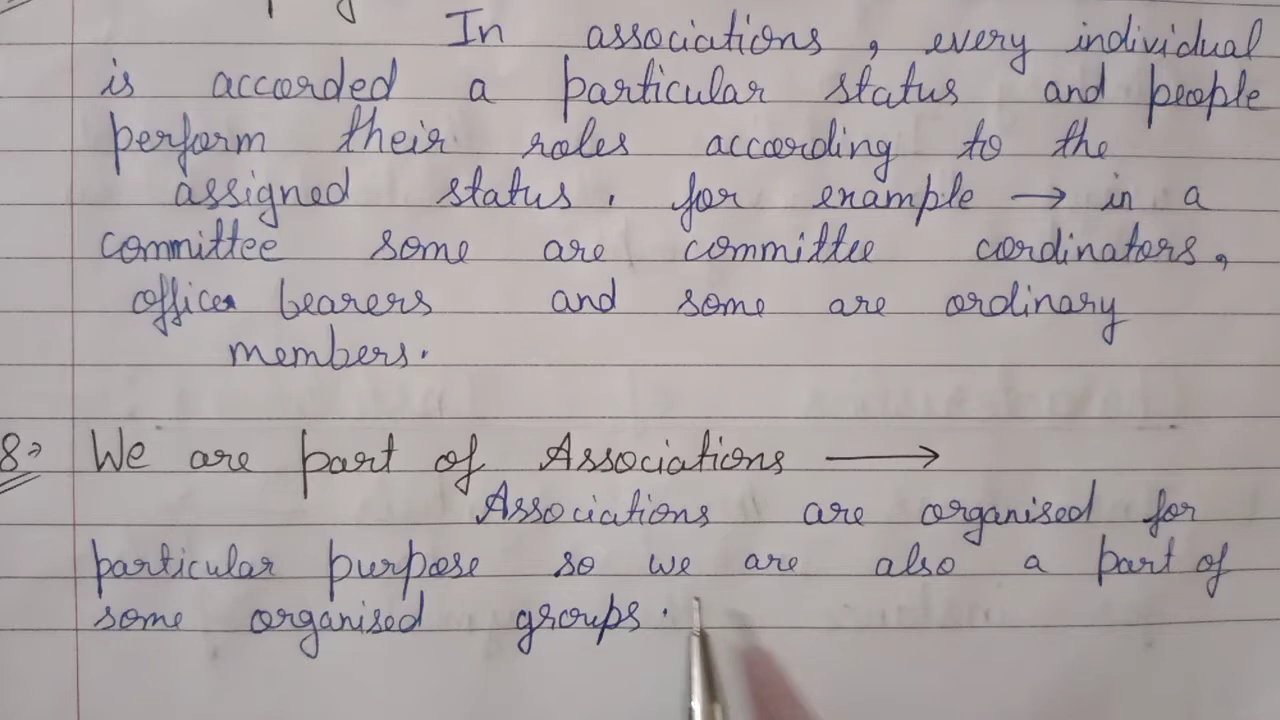 In associations, every individual
is accorded a particular status and people
perform their roles according to the
assigned status. for example → in a
committee some are committee cordinators,
office bearers and some are ordinary
members.
8→ We are part of Associations →
Associations are organised for
particular purpose so we are also a part of
some organised groups.